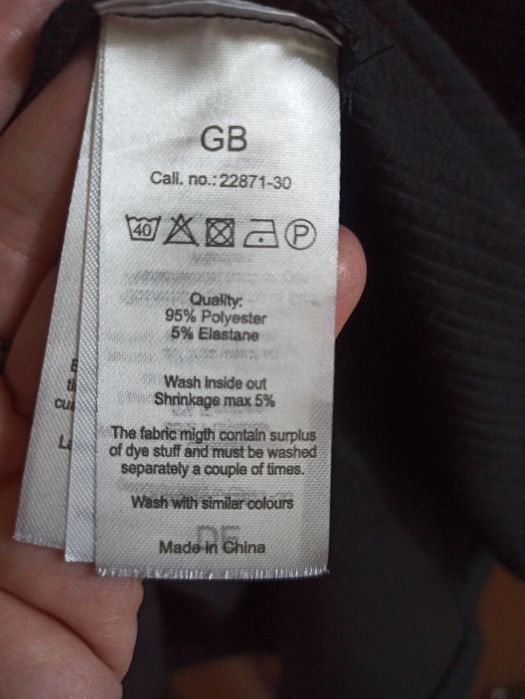 GB
Call. no.: 22871-30
40 P
Quality:
95% Polyester
5% Elastane
Wash inside out
Shrinkage max 5%
The fabric migth contain surplus
of dye stuff and must be washed
separately a couple of times.
Wash with similar colours
DE
Made in China